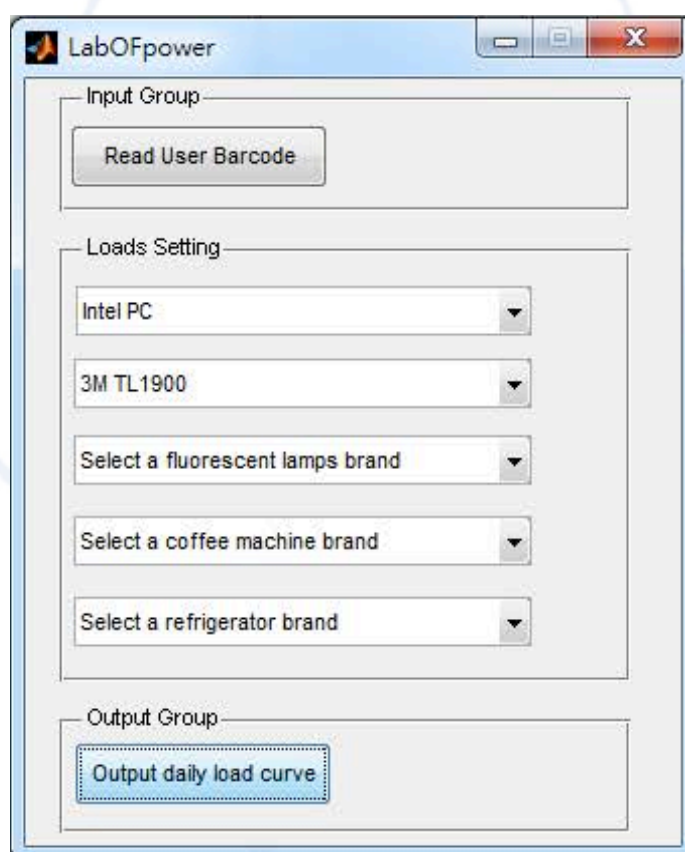 LabOFpower
Input Group
Read User Barcode
Loads Setting
Intel PC
3M TL1900
Select a fluorescent lamps brand
Select a coffee machine brand
Select a refrigerator brand
Output Group
Output daily load curve